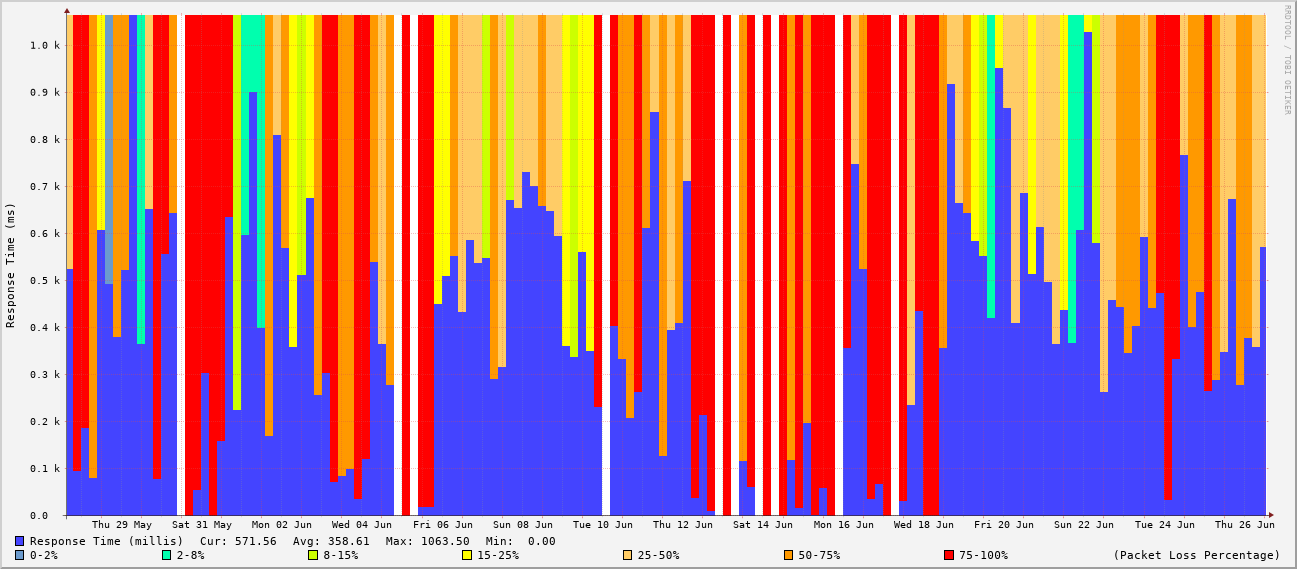 RRDTOOL / TOBI OETIKER
Response Time (ms)
1.0 k
0.9 k
0.8 k
0.7 k
0.6 k
0.5 k
0.4 k
0.3 k
0.2 k
0.1 k
0.0
Thu 29 May Sat 31 May Mon 02 Jun Wed 04 Jun Fri 06 Jun Sun 08 Jun Tue 10 Jun Thu 12 Jun Sat 14 Jun Mon 16 Jun Wed 18 Jun Fri 20 Jun Sun 22 Jun Tue 24 Jun Thu 26 Jun
Response Time (millis) Cur: 571.56 Avg: 358.61 Max: 1063.50 Min: 0.00
0-2% 2-8% 8-15% 15-25% 25-50% 50-75% 75-100% (Packet Loss Percentage)